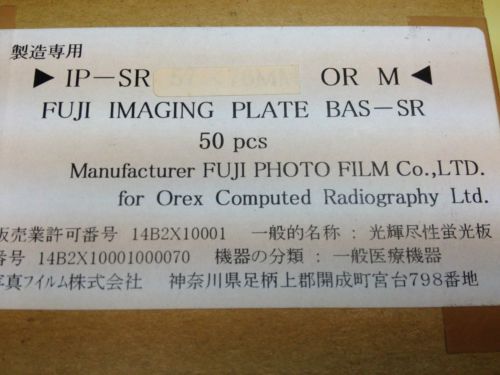 製造専用
▶ IP－SR 57 × 76MM OR M ◀
FUJI IMAGING PLATE BAS－SR
50 pcs
Manufacturer FUJI PHOTO FILM Co.,LTD.
for Orex Computed Radiography Ltd.
販売業許可番号 14B2X10001 一般的名称 : 光輝尽性蛍光板
番号 14B2X10001000070 機器の分類 : 一般医療機器
写真フイルム株式会社 神奈川県足柄上郡開成町宮台798番地